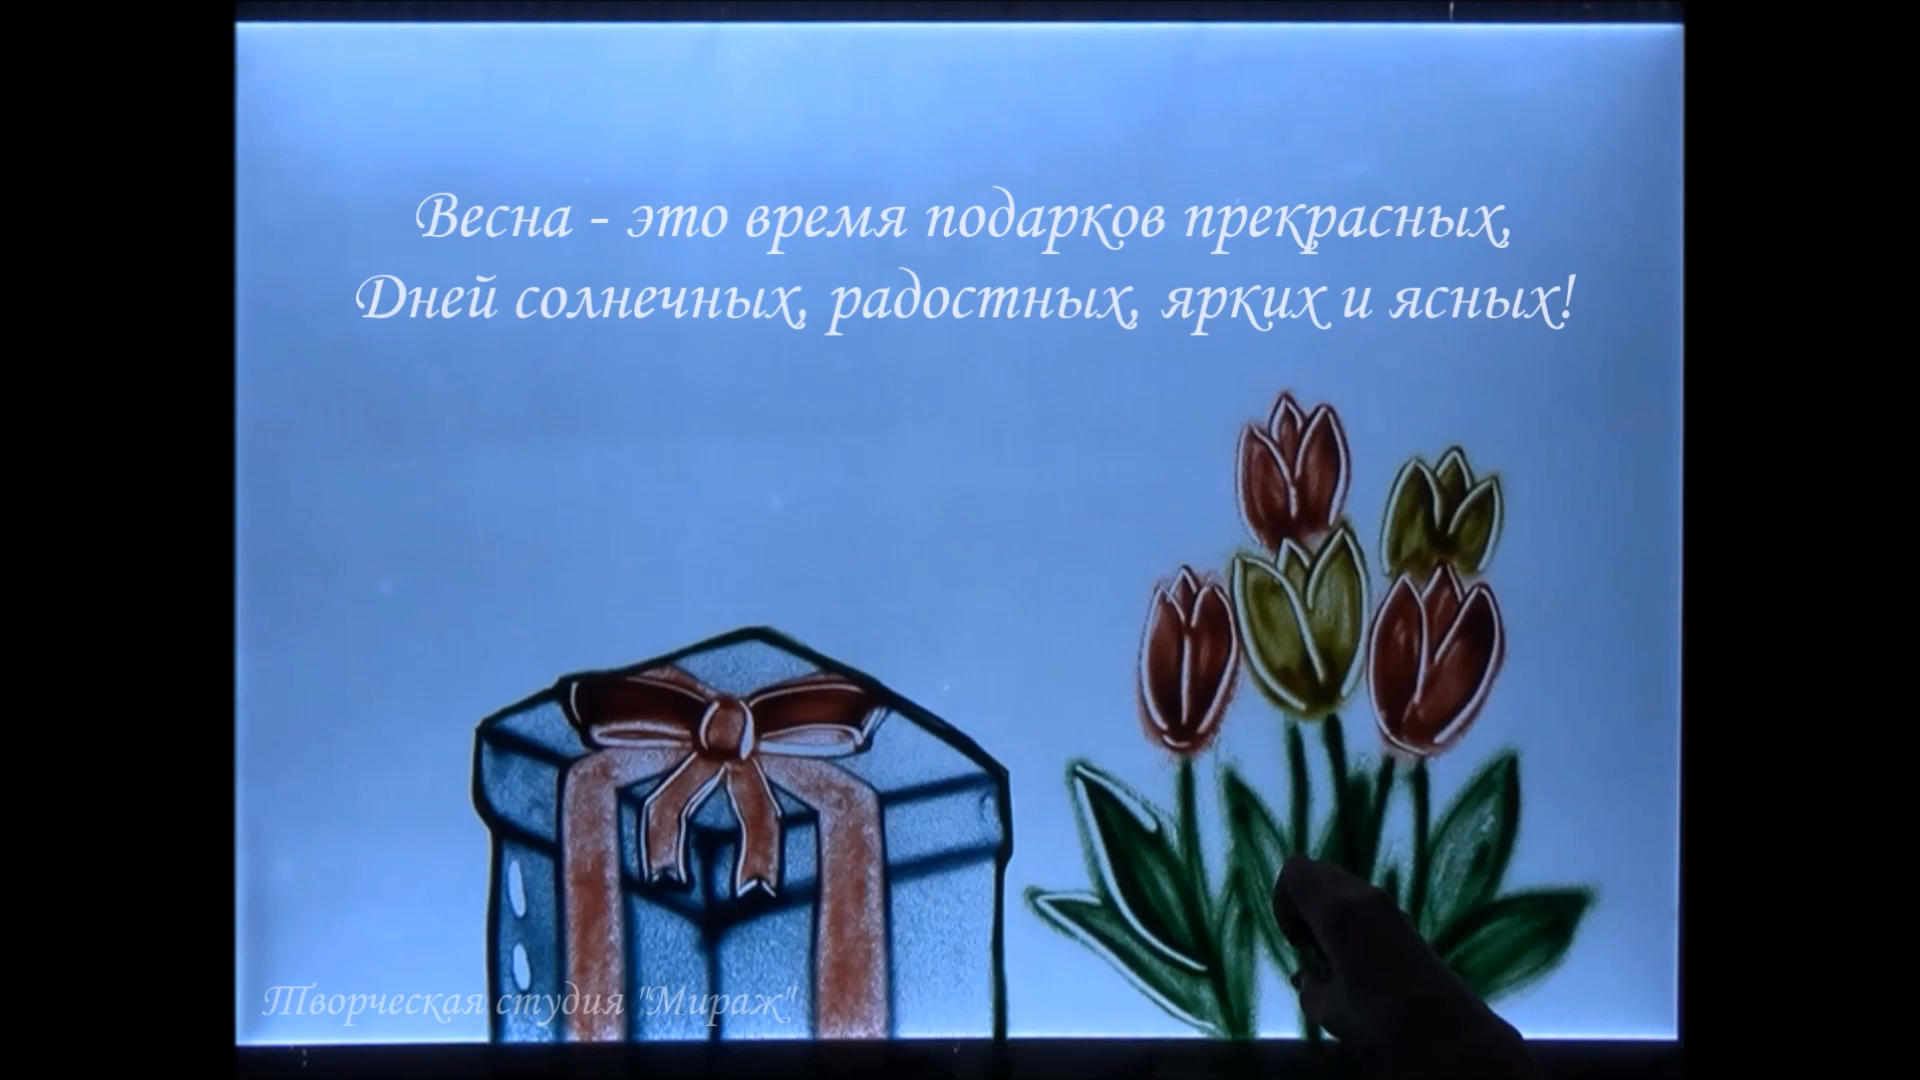 Весна - это время подарков прекрасных,
Дней солнечных, радостных, ярких и ясных!
Творческая студия "Мираж"